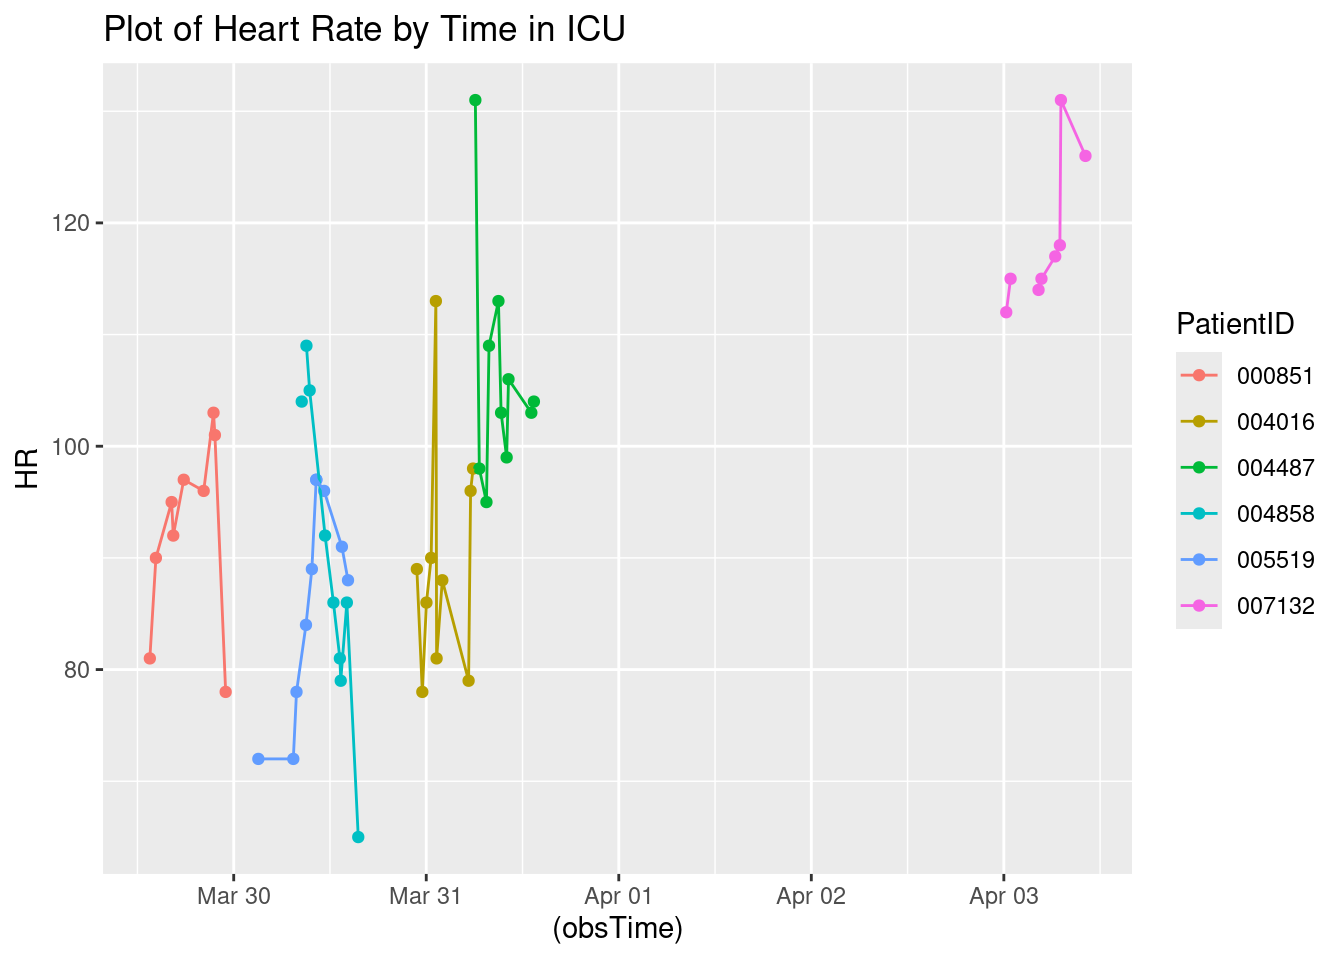 Plot of Heart Rate by Time in ICU
HR
120
100
80
Mar 30 Mar 31 Apr 01 Apr 02 Apr 03
(obsTime)
PatientID
000851
004016
004487
004858
005519
007132